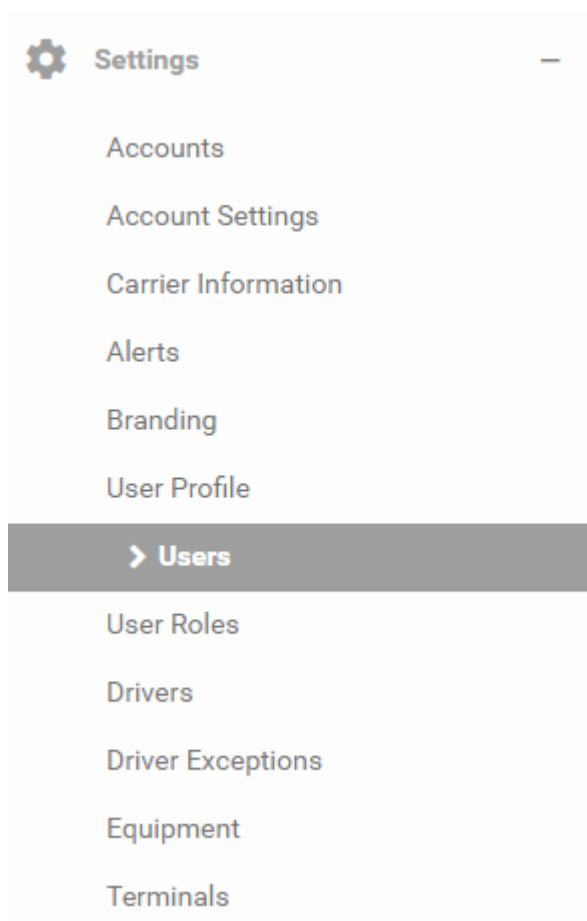 Settings
Accounts
Account Settings
Carrier Information
Alerts
Branding
User Profile
Users
User Roles
Drivers
Driver Exceptions
Equipment
Terminals